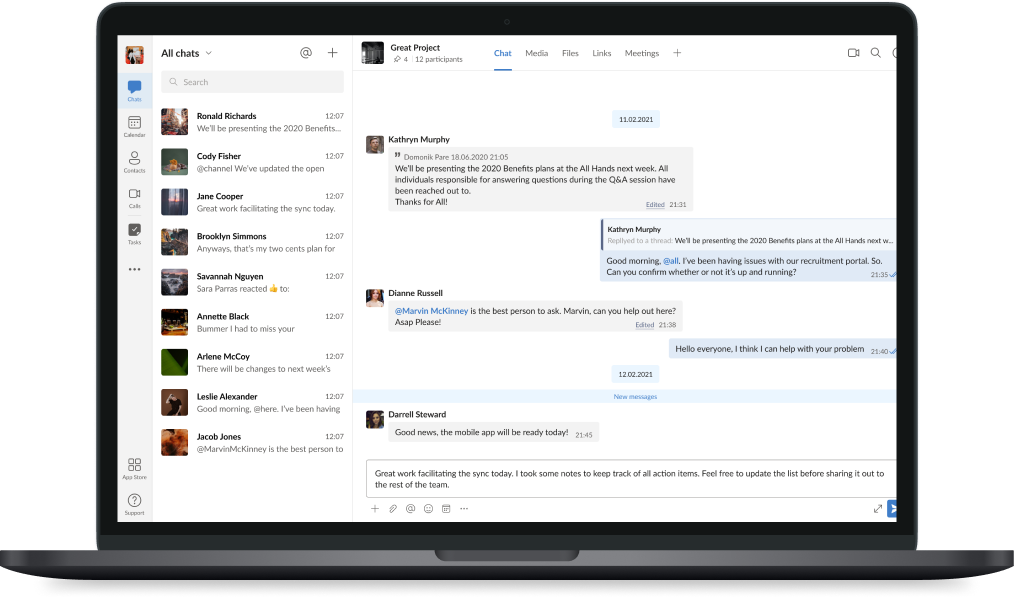 Chats
Calendar
Contacts
Calls
Tasks
App Store
Support
All chats
Search
Ronald Richards 12:07
We'll be presenting the 2020 Benefits...
Cody Fisher 12:07
@channel We've updated the open
Jane Cooper 12:07
Great work facilitating the sync today.
Brooklyn Simmons 12:07
Anyways, that's my two cents plan for
Savannah Nguyen 12:07
Sara Parras reacted 👍 to:
Annette Black 12:07
Bummer I had to miss your
Arlene McCoy 12:07
There will be changes to next week's
Leslie Alexander 12:07
Good morning, @here. I've been having
Jacob Jones 12:07
@MarvinMcKinney is the best person to
Great Project
4 | 12 participants
Chat Media Files Links Meetings
11.02.2021
Kathryn Murphy
" Domonik Pare 18.06.2020 21:05
We'll be presenting the 2020 Benefits plans at the All Hands next week. All
individuals responsible for answering questions during the Q&A session have
been reached out to.
Thanks for All!
Edited 21:31
Kathryn Murphy
Repllyed to a thread: We'll be presenting the 2020 Benefits plans at the All Hands next w...
Good morning, @all, I've been having issues with our recruitment portal. So.
Can you confirm whether or not it's up and running?
21:35
Dianne Russell
@Marvin McKinney is the best person to ask. Marvin, can you help out here?
Asap Please!
Edited 21:38
Hello everyone, I think I can help with your problem 21:40
12.02.2021
New messages
Darrell Steward
Good news, the mobile app will be ready today! 21:45
Great work facilitating the sync today. I took some notes to keep track of all action items. Feel free to update the list before sharing it out to
the rest of the team.